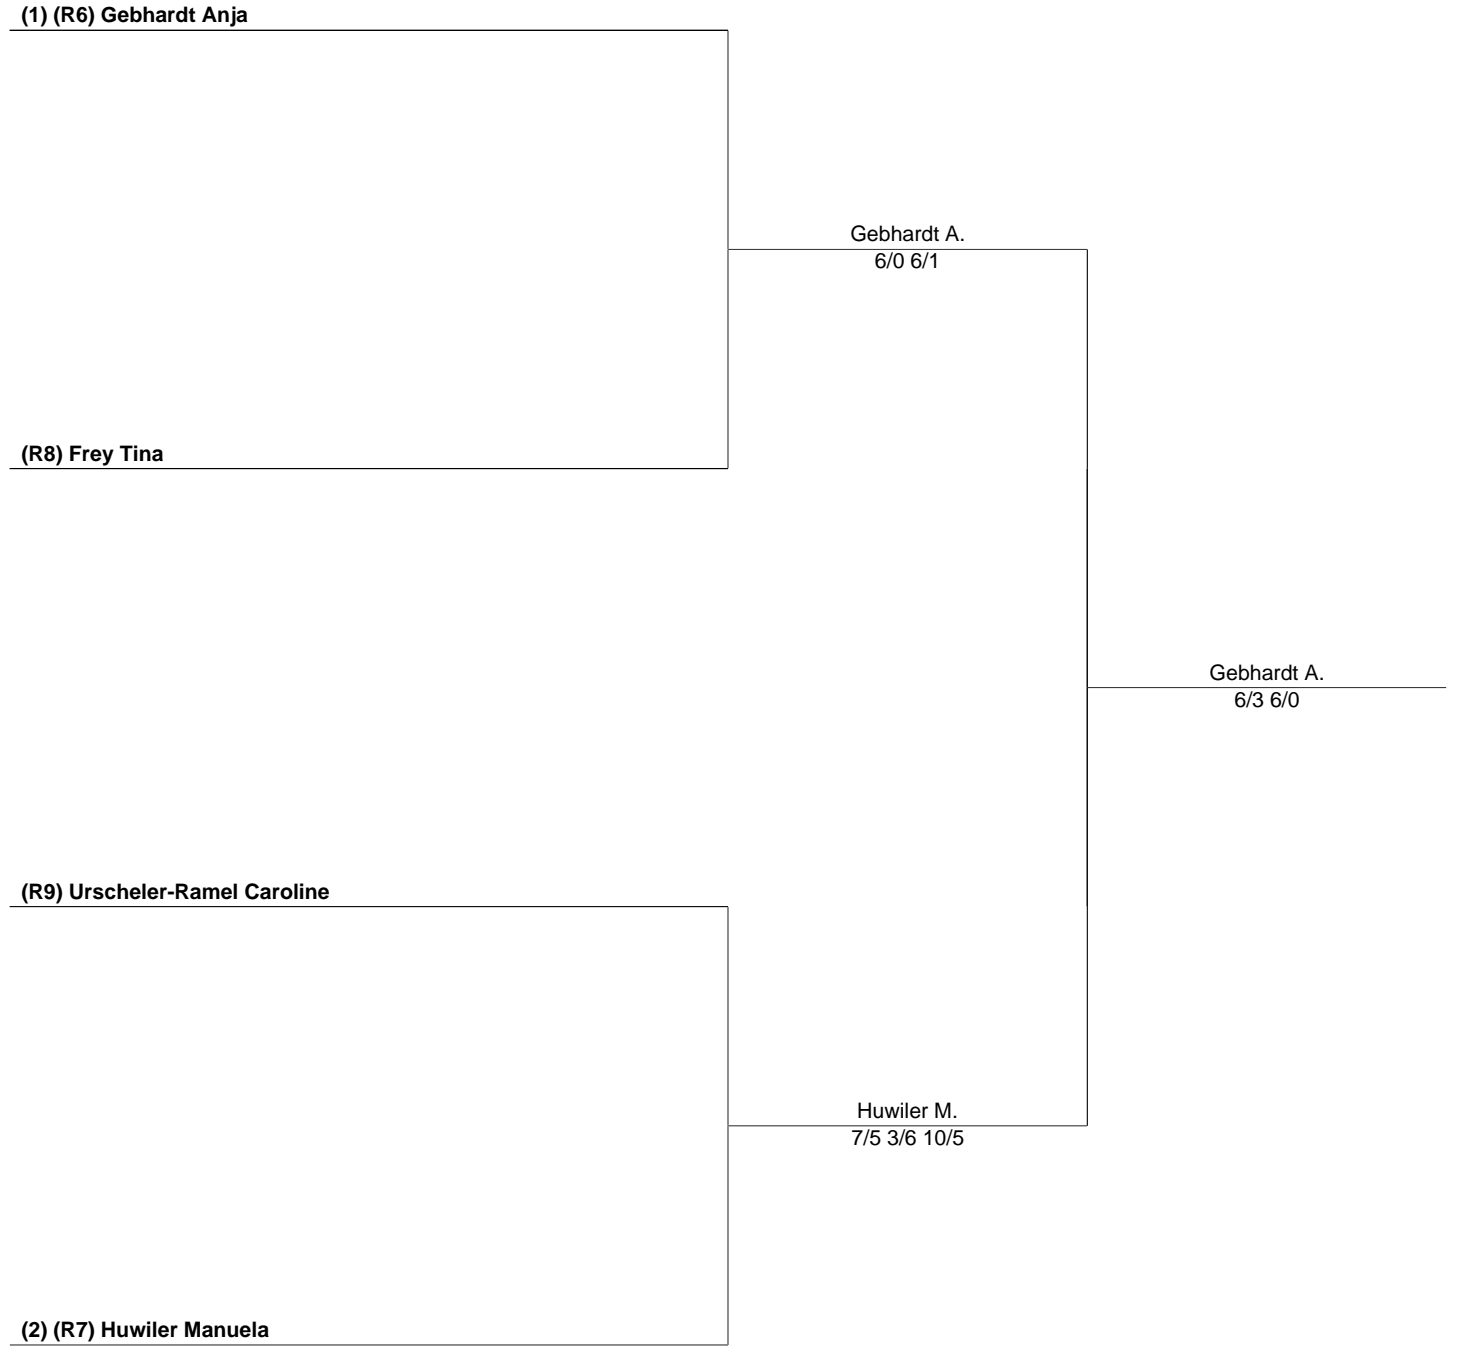 (1) (R6) Gebhardt Anja
Gebhardt A.
6/0 6/1
(R8) Frey Tina
Gebhardt A.
6/3 6/0
(R9) Urscheler-Ramel Caroline
Huwiler M.
7/5 3/6 10/5
(2) (R7) Huwiler Manuela